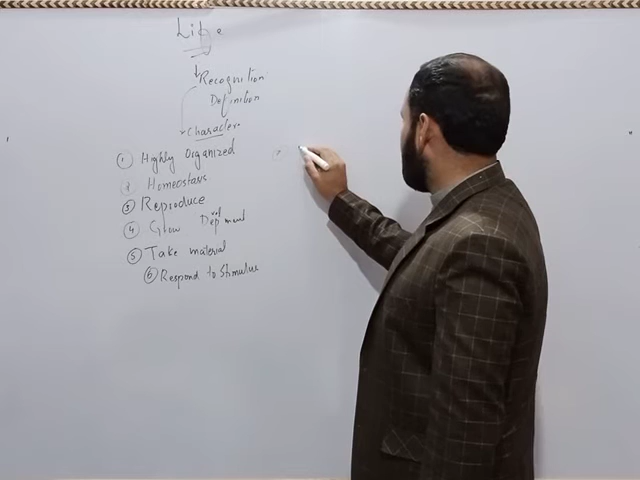 Life
Recognition
Definition
Character
① Highly Organized
② Homeostasis
③ Reproduce
④ Grow Development
⑤ Take material
⑥ Respond to Stimulus